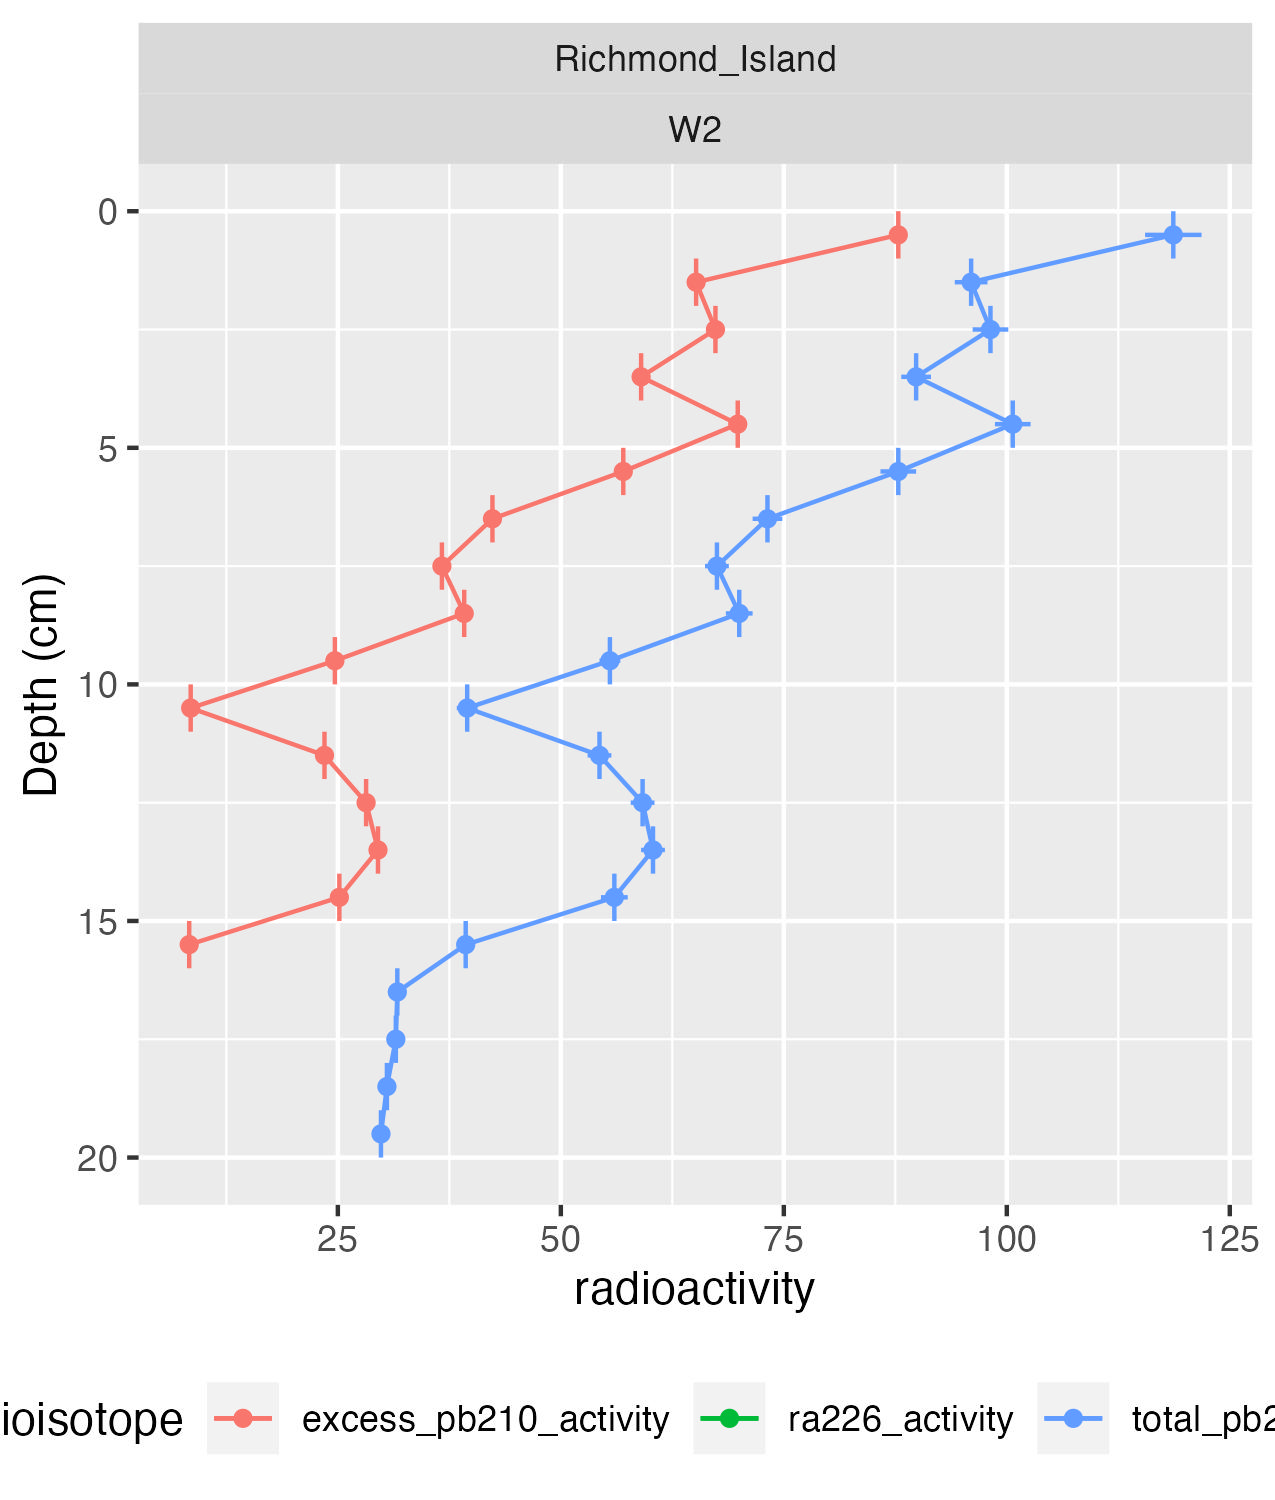 Richmond_Island
W2
0
5
10
15
20
Depth (cm)
25 50 75 100 125
radioactivity
ioisotope excess_pb210_activity ra226_activity total_pb2